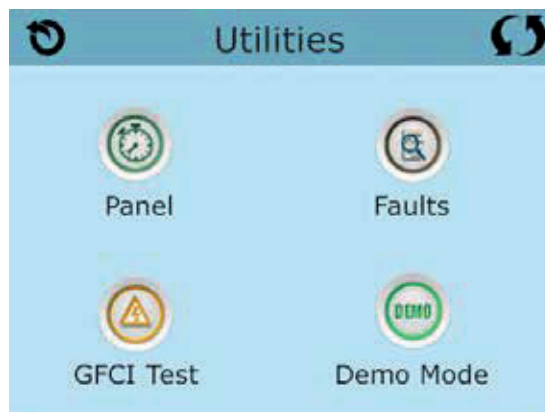 Utilities
Panel
Faults
DEMO
GFCI Test
Demo Mode